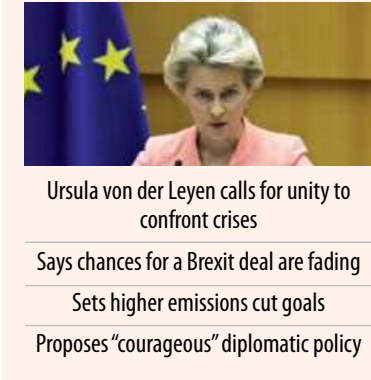 Ursula von der Leyen calls for unity to
confront crises
Says chances for a Brexit deal are fading
Sets higher emissions cut goals
Proposes “courageous” diplomatic policy